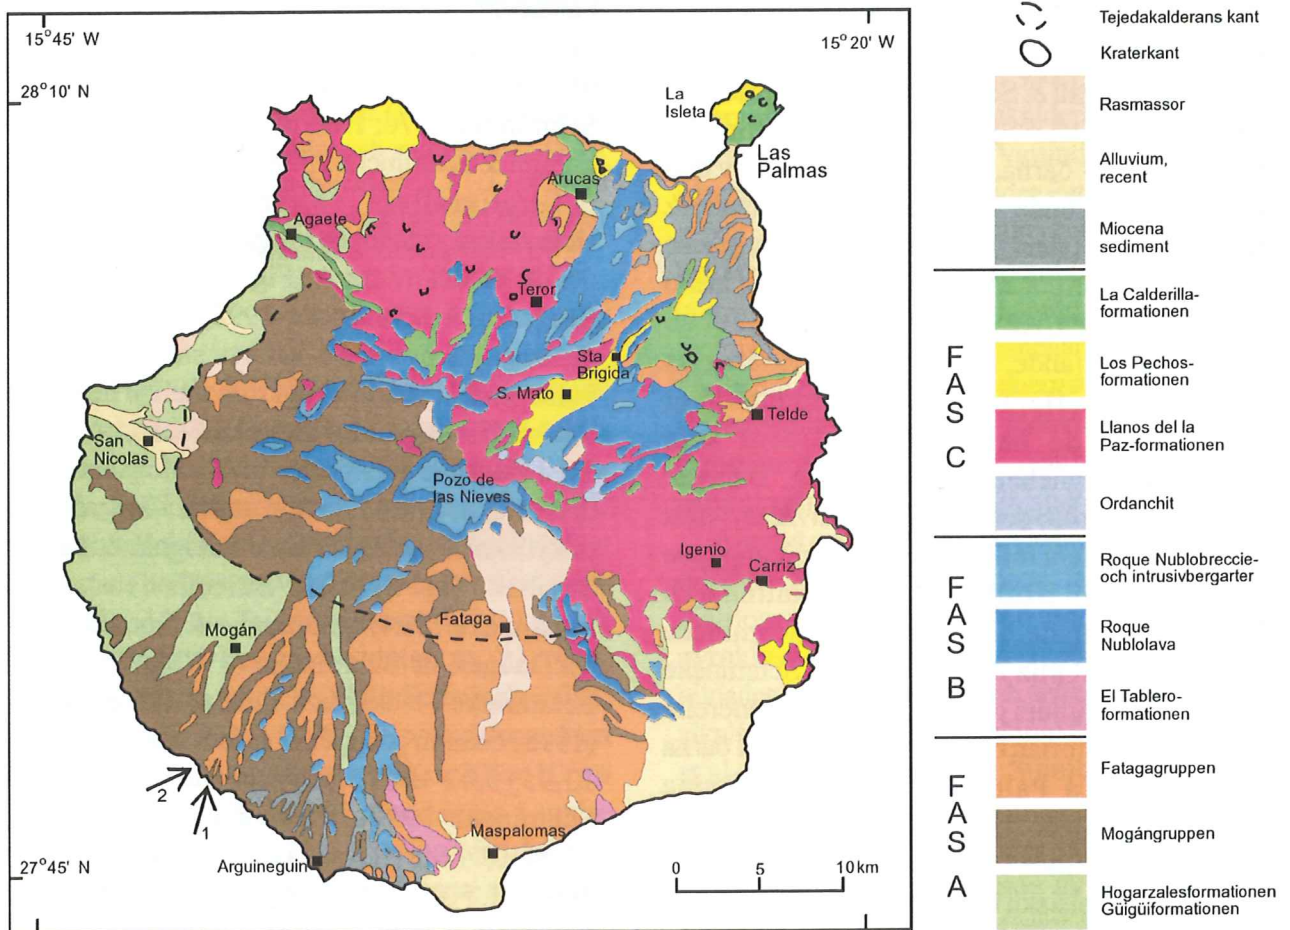 15°45' W
15°20' W
28°10' N
La
Isleta
Las
Palmas
Arucas
Agaete
Teror
Sta
Brigida
S. Mato
Telde
San
Nicolas
Pozo de
las Nieves
Igenio
Carriz
Fataga
Mogán
2
1
Maspalomas
Arguineguin
27°45' N
0 5 10 km
Tejedakalderans kant
Kraterkant
Rasmassor
Alluvium,
recent
Miocena
sediment
FAS C
La Calderilla-
formationen
Los Pechos-
formationen
Llanos del la
Paz-formationen
Ordanchit
FAS B
Roque Nublobreccie-
och intrusivbergarter
Roque
Nublolava
El Tablero-
formationen
FAS A
Fatagagruppen
Mogángruppen
Hogarzalesformationen
Güigüiformationen